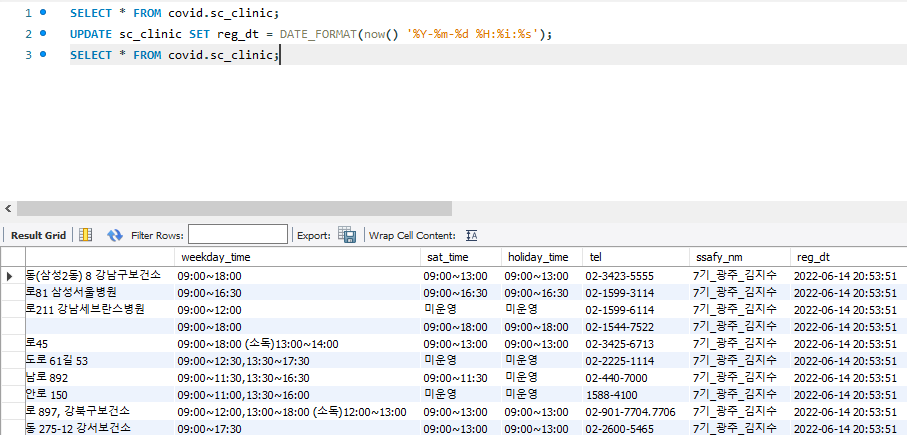 1 SELECT * FROM covid.sc_clinic;
2 UPDATE sc_clinic SET reg_dt = DATE_FORMAT(now() '%Y-%m-%d %H:%i:%s');
3 SELECT * FROM covid.sc_clinic;
Result Grid Filter Rows: Export: Wrap Cell Content: IA
weekday_time sat_time holiday_time tel ssafy_nm reg_dt
동(삼성2동) 8 강남구보건소 09:00~18:00 09:00~13:00 09:00~13:00 02-3423-5555 7기_광주_김지수 2022-06-14 20:53:51
로81 삼성서울병원 09:00~16:30 09:00~16:30 09:00~16:30 02-1599-3114 7기_광주_김지수 2022-06-14 20:53:51
로211 강남세브란스병원 09:00~12:00 미운영 미운영 02-1599-6114 7기_광주_김지수 2022-06-14 20:53:51
09:00~18:00 09:00~18:00 09:00~18:00 02-1544-7522 7기_광주_김지수 2022-06-14 20:53:51
로45 09:00~18:00 (소독)13:00~14:00 09:00~13:00 09:00~13:00 02-3425-6713 7기_광주_김지수 2022-06-14 20:53:51
도로 61길 53 09:00~12:30,13:30~17:30 미운영 미운영 02-2225-1114 7기_광주_김지수 2022-06-14 20:53:51
남로 892 09:00~11:30,13:30~16:30 09:00~11:30 미운영 02-440-7000 7기_광주_김지수 2022-06-14 20:53:51
안로 150 09:00~11:00,13:30~16:00 미운영 미운영 1588-4100 7기_광주_김지수 2022-06-14 20:53:51
로 897, 강북구보건소 09:00~12:00,13:00~18:00 (소독)12:00~13:00 09:00~13:00 09:00~13:00 02-901-7704.7706 7기_광주_김지수 2022-06-14 20:53:51
동 275-12 강서보건소 09:00~17:30 09:00~13:00 09:00~13:00 02-2600-5465 7기_광주_김지수 2022-06-14 20:53:51